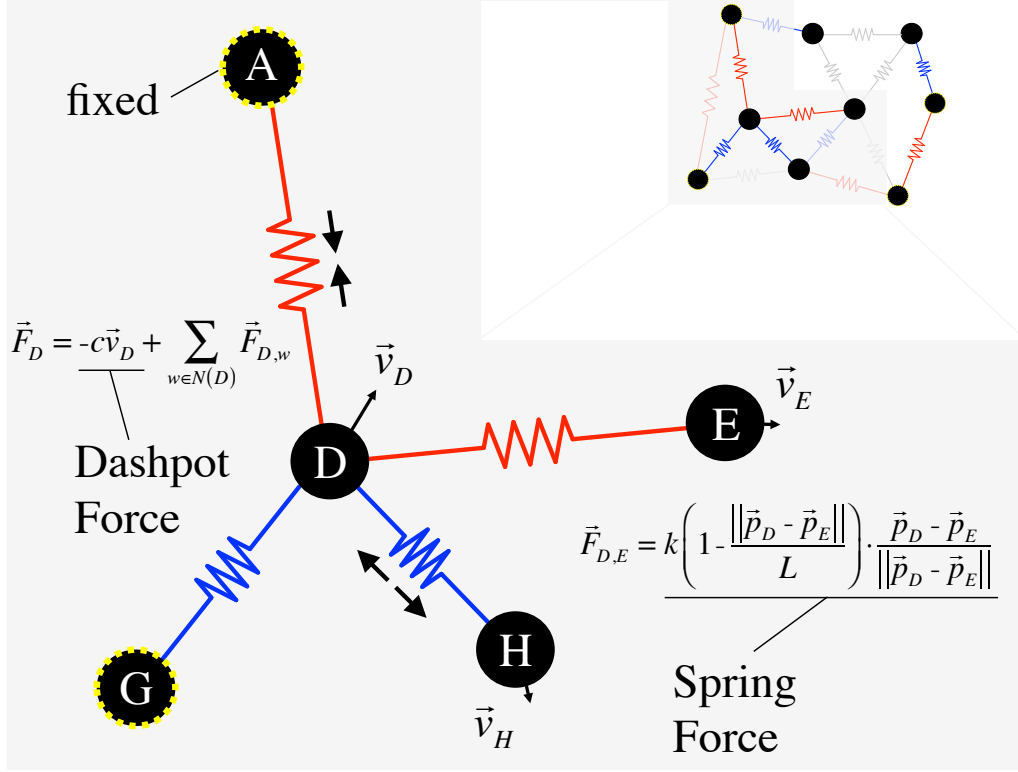 A
fixed
F⃗_D = -cv⃗_D + ∑_{w∈N(D)} F⃗_{D,w}
v⃗_D
v⃗_E
E
D
Dashpot
Force
F⃗_{D,E} = k(1 - ||p⃗_D - p⃗_E|| / L) · (p⃗_D - p⃗_E) / ||p⃗_D - p⃗_E||
H
G
v⃗_H
Spring
Force